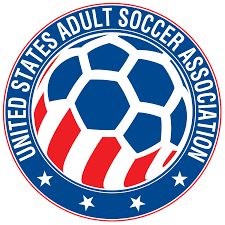 UNITED STATES ADULT SOCCER ASSOCIATION